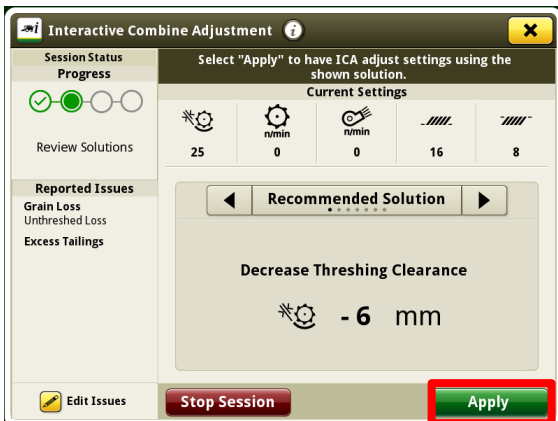 Interactive Combine Adjustment
Session Status
Progress
Review Solutions
Reported Issues
Grain Loss
Unthreshed Loss
Excess Tailings
Edit Issues
Select "Apply" to have ICA adjust settings using the
shown solution.
Current Settings
n/min n/min
25 0 0 16 8
Recommended Solution
Decrease Threshing Clearance
- 6 mm
Stop Session
Apply